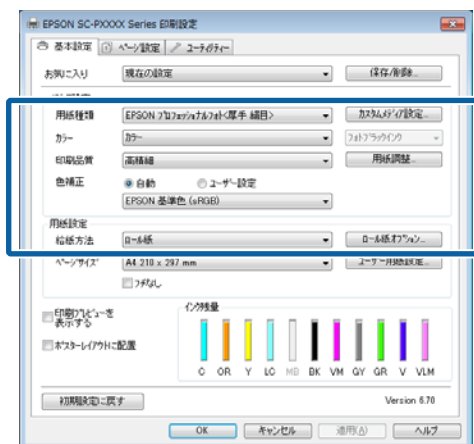 EPSON SC-PXXXX Series 印刷設定
基本設定 ページ設定 ユーティリティー
お気に入り 現在の設定 保存/削除...
用紙種類 EPSON プロフェッショナルフォト<厚手 絹目> カスタムメディア設定...
カラー カラー フォトブラックインク
印刷品質 高精細 用紙調整...
色補正 自動 ユーザー設定
EPSON 基準色 (sRGB)
用紙設定
給紙方法 ロール紙 ロール紙オプション...
ページサイズ A4 210 x 297 mm ユーザー用紙設定...
フチなし
印刷プレビューを
表示する
インク残量
ポスターレイアウトに配置
C OR Y LC MB BK VM GY GR V VLM
初期設定に戻す Version 6.70
OK キャンセル 適用(A) ヘルプ